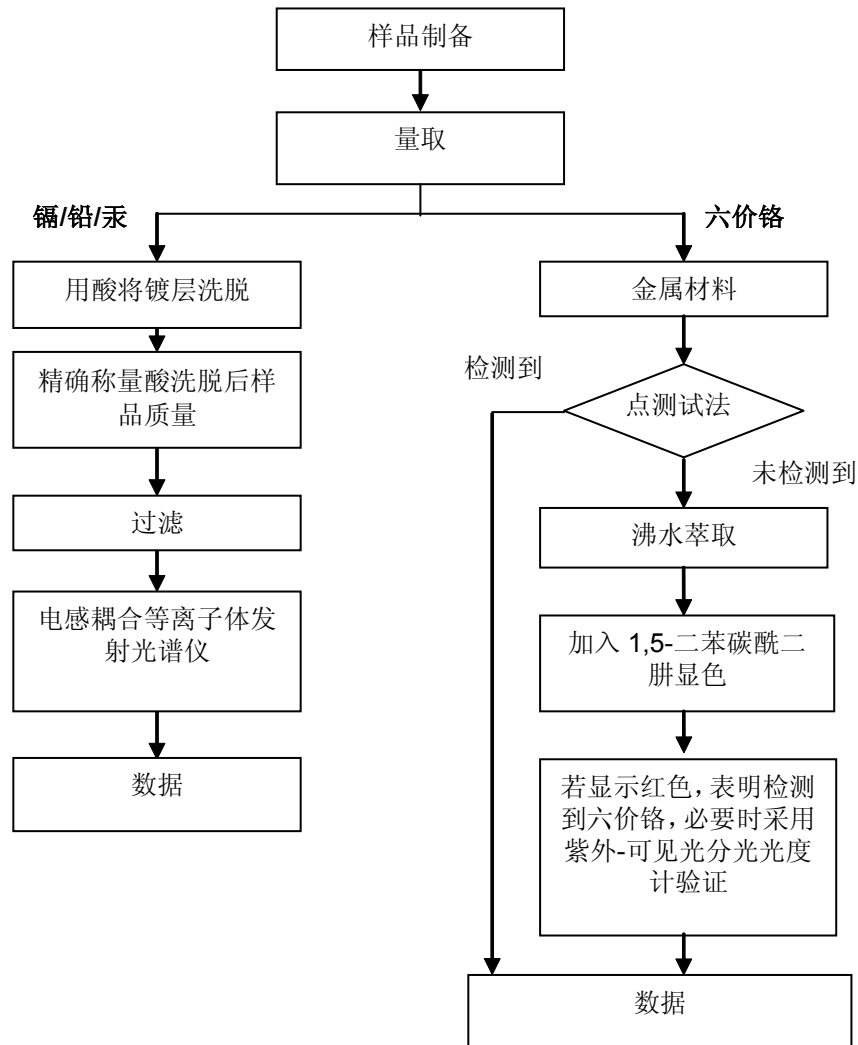 样品制备
量取
镉/铅/汞
用酸将镀层洗脱
精确称量酸洗脱后样
品质量
过滤
电感耦合等离子体发
射光谱仪
数据
六价铬
金属材料
点测试法
检测到
未检测到
沸水萃取
加入 1,5-二苯碳酰二
肼显色
若显示红色，表明检测
到六价铬，必要时采用
紫外-可见光分光光度
计验证
数据